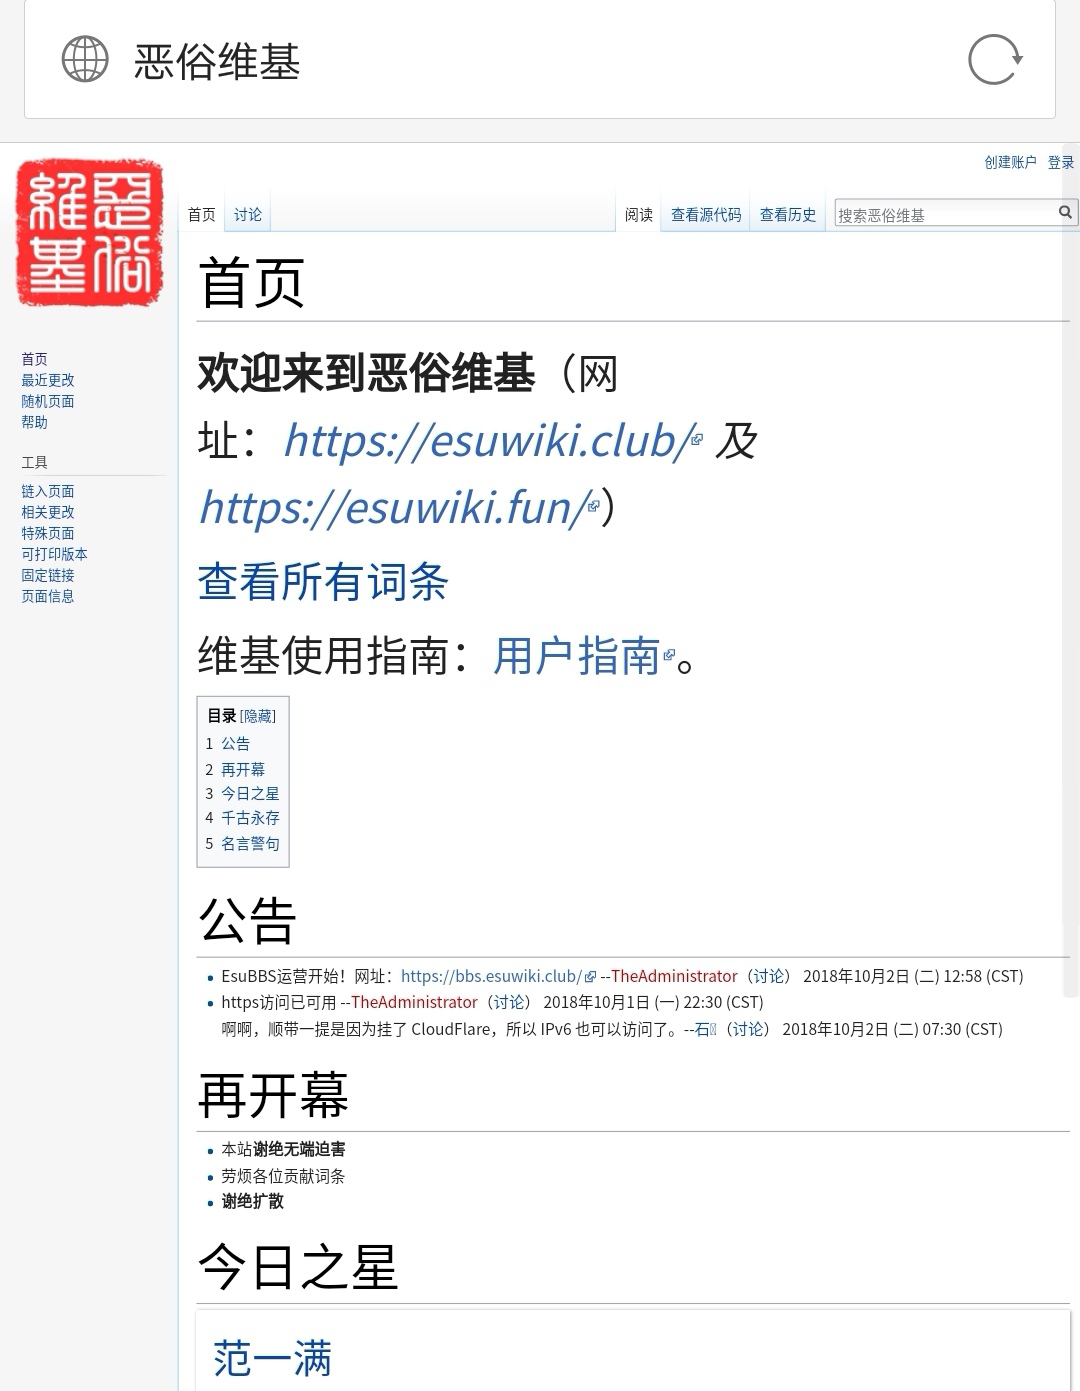 恶俗维基
創建账户 登录
惡俗
維基
首页 讨论 阅读 查看源代码 查看历史 搜索恶俗维基
首页
首页
最近更改
随机页面
帮助
工具
链入页面
相关更改
特殊页面
可打印版本
固定链接
页面信息
欢迎来到恶俗维基（网
址：https://esuwiki.club/ 及
https://esuwiki.fun/）
查看所有词条
维基使用指南：用户指南。
目录 [隐藏]
1 公告
2 再开幕
3 今日之星
4 千古永存
5 名言警句
公告
EsuBBS运营开始！网址：https://bbs.esuwiki.club/ --TheAdministrator（讨论） 2018年10月2日 (二) 12:58 (CST)
https访问已可用 --TheAdministrator（讨论） 2018年10月1日 (一) 22:30 (CST)
啊啊，顺带一提是因为挂了 CloudFlare，所以 IPv6 也可以访问了。--石（讨论） 2018年10月2日 (二) 07:30 (CST)
再开幕
本站谢绝无端迫害
劳烦各位贡献词条
谢绝扩散
今日之星
范一满